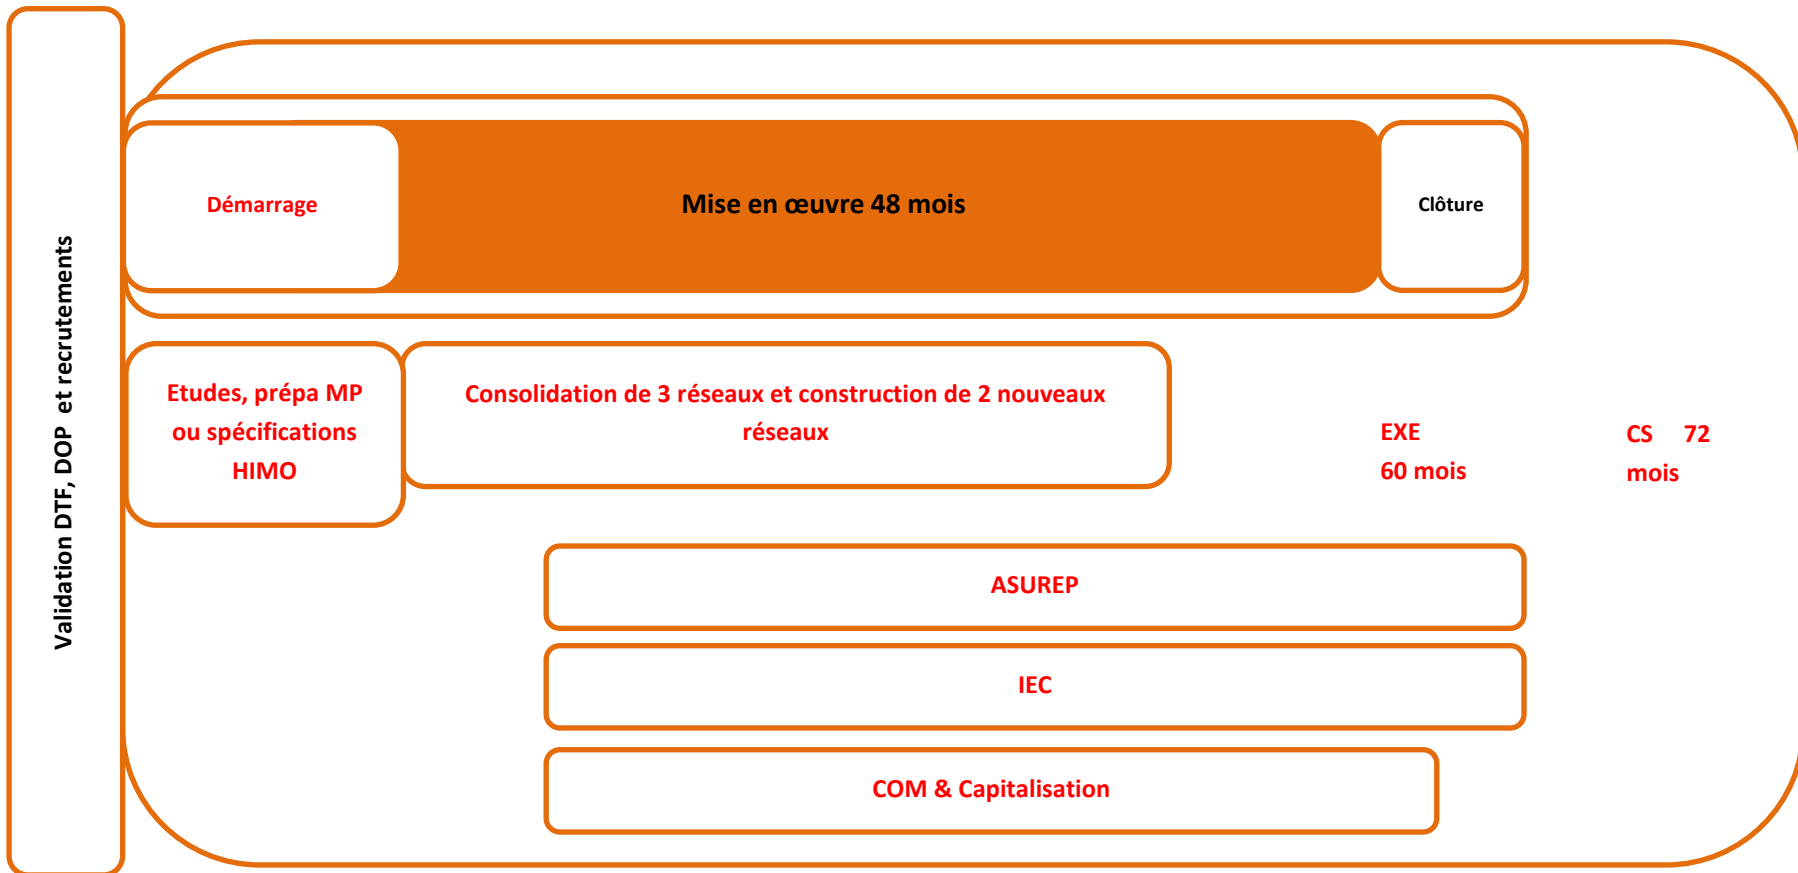 Validation DTF, DOP et recrutements
Démarrage
Mise en œuvre 48 mois
Clôture
Etudes, prépa MP
ou spécifications
HIMO
Consolidation de 3 réseaux et construction de 2 nouveaux
réseaux
EXE
60 mois
CS 72
mois
ASUREP
IEC
COM & Capitalisation